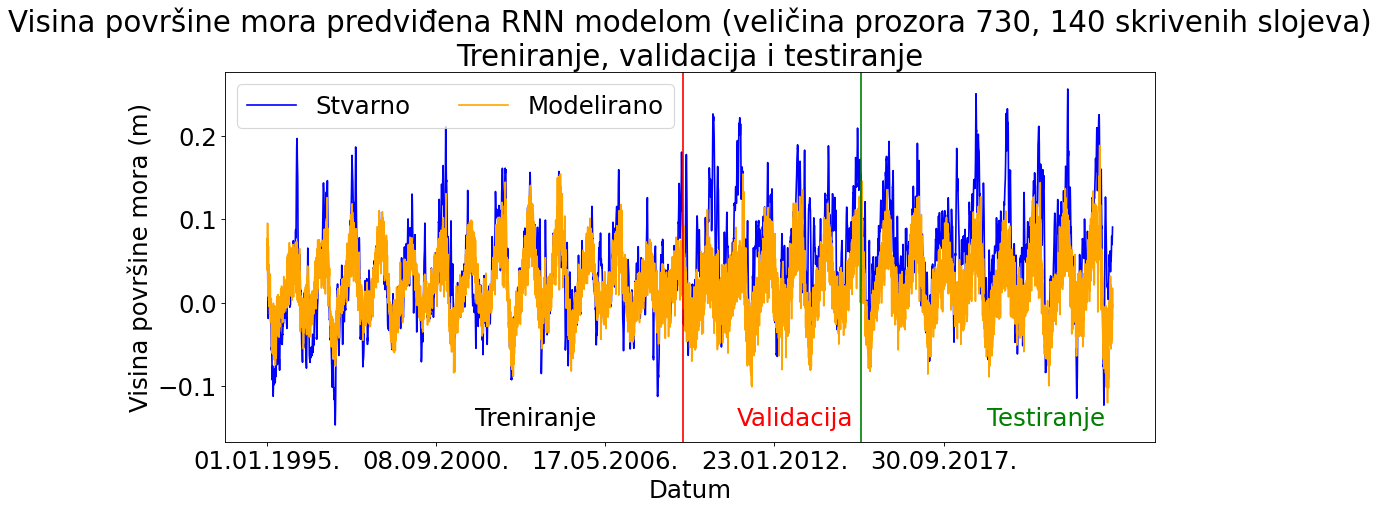 Visina površine mora predviđena RNN modelom (veličina prozora 730, 140 skrivenih slojeva)
Treniranje, validacija i testiranje
Stvarno Modelirano
Visina površine mora (m)
0.2
0.1
0.0
−0.1
Treniranje Validacija Testiranje
01.01.1995. 08.09.2000. 17.05.2006. 23.01.2012. 30.09.2017.
Datum